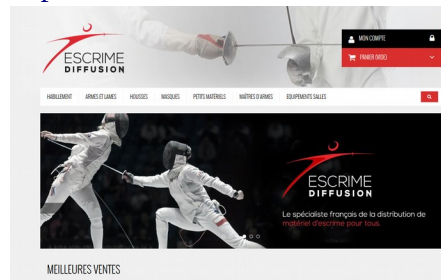 ESCRIME
DIFFUSION
MON COMPTE
PANIER (VIDE)
HABILLEMENT ARMES ET LAMES HOUSSES MASQUES PETITS MATÉRIELS MAÎTRES D'ARMES EQUIPEMENTS SALLES
ESCRIME
DIFFUSION
Le spécialiste français de la distribution de
matériel d'escrime pour tous.
MEILLEURES VENTES